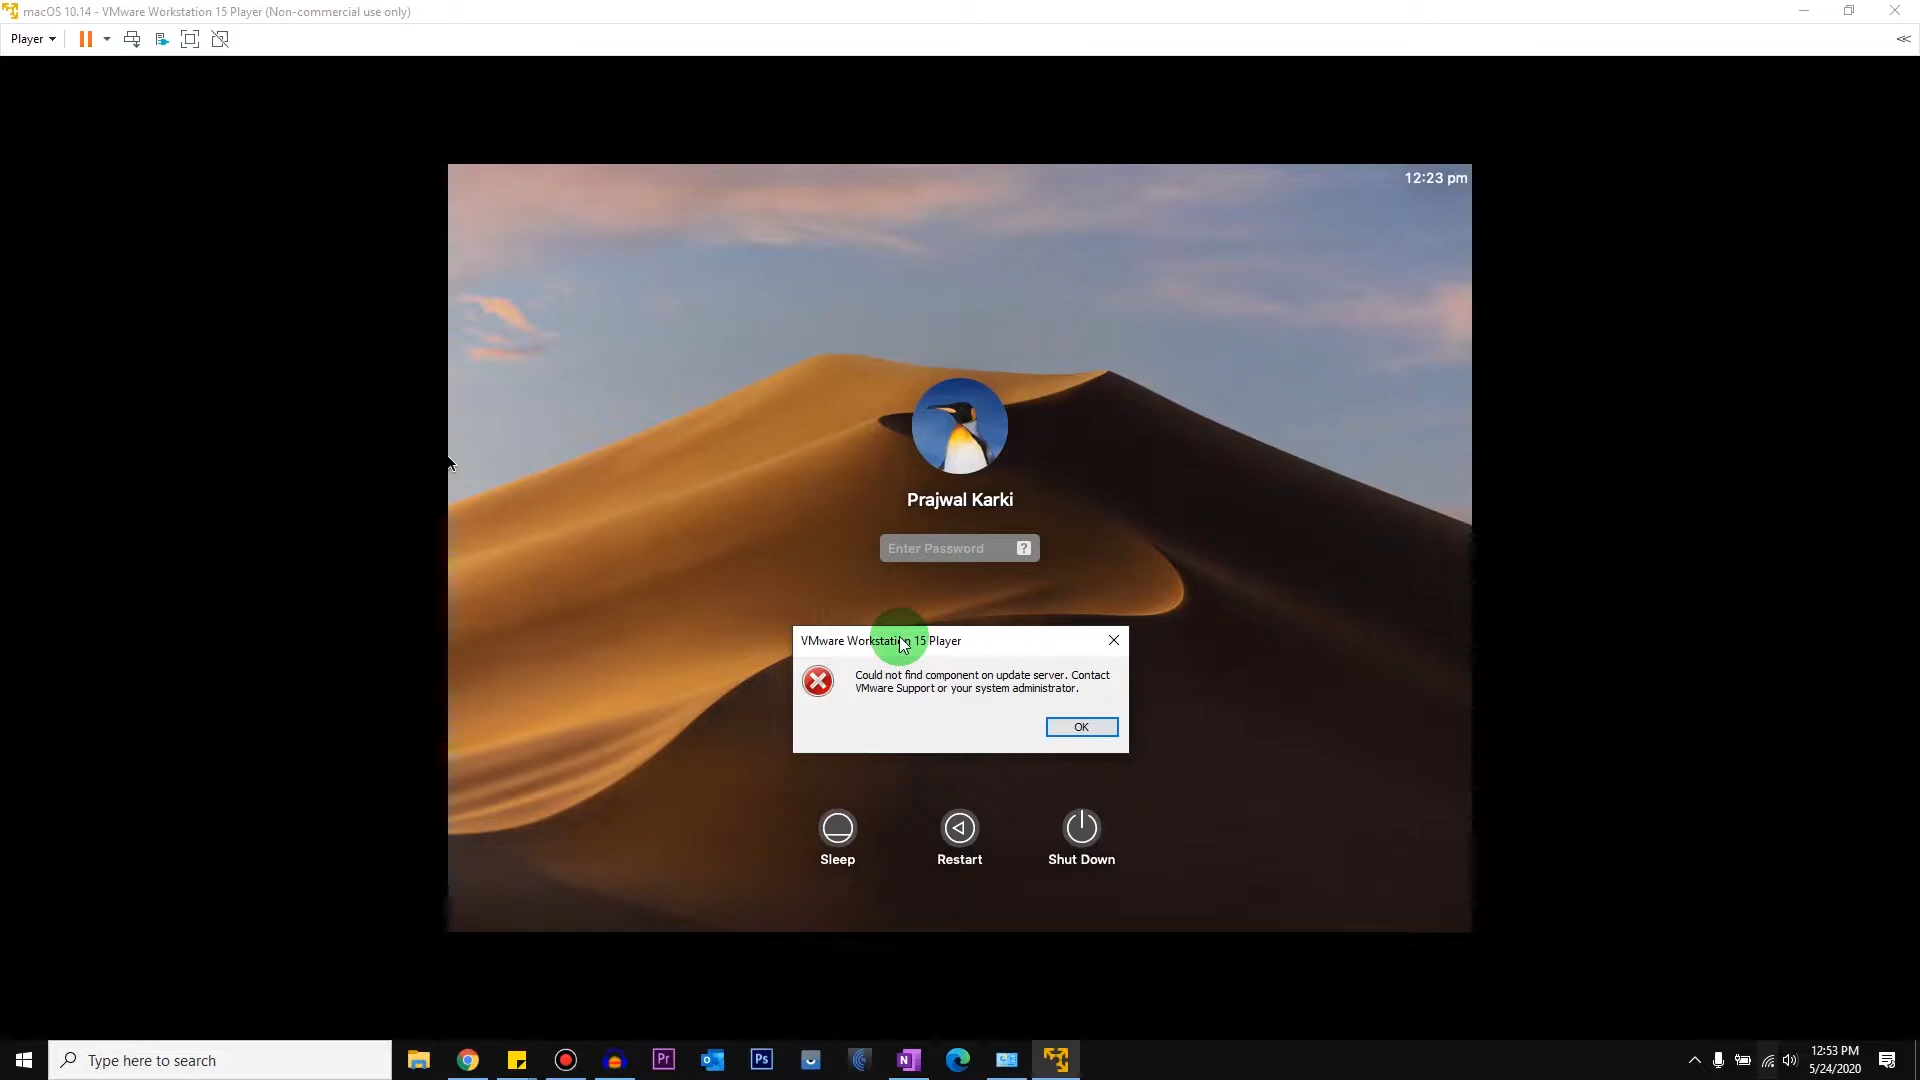 macOS 10.14 - VMware Workstation 15 Player (Non-commercial use only)
Player
12:23 pm
Prajwal Karki
Enter Password
?
VMware Workstation 15 Player
Could not find component on update server. Contact
VMware Support or your system administrator.
OK
Sleep
Restart
Shut Down
Type here to search
Pr
Ps
N
12:53 PM
5/24/2020